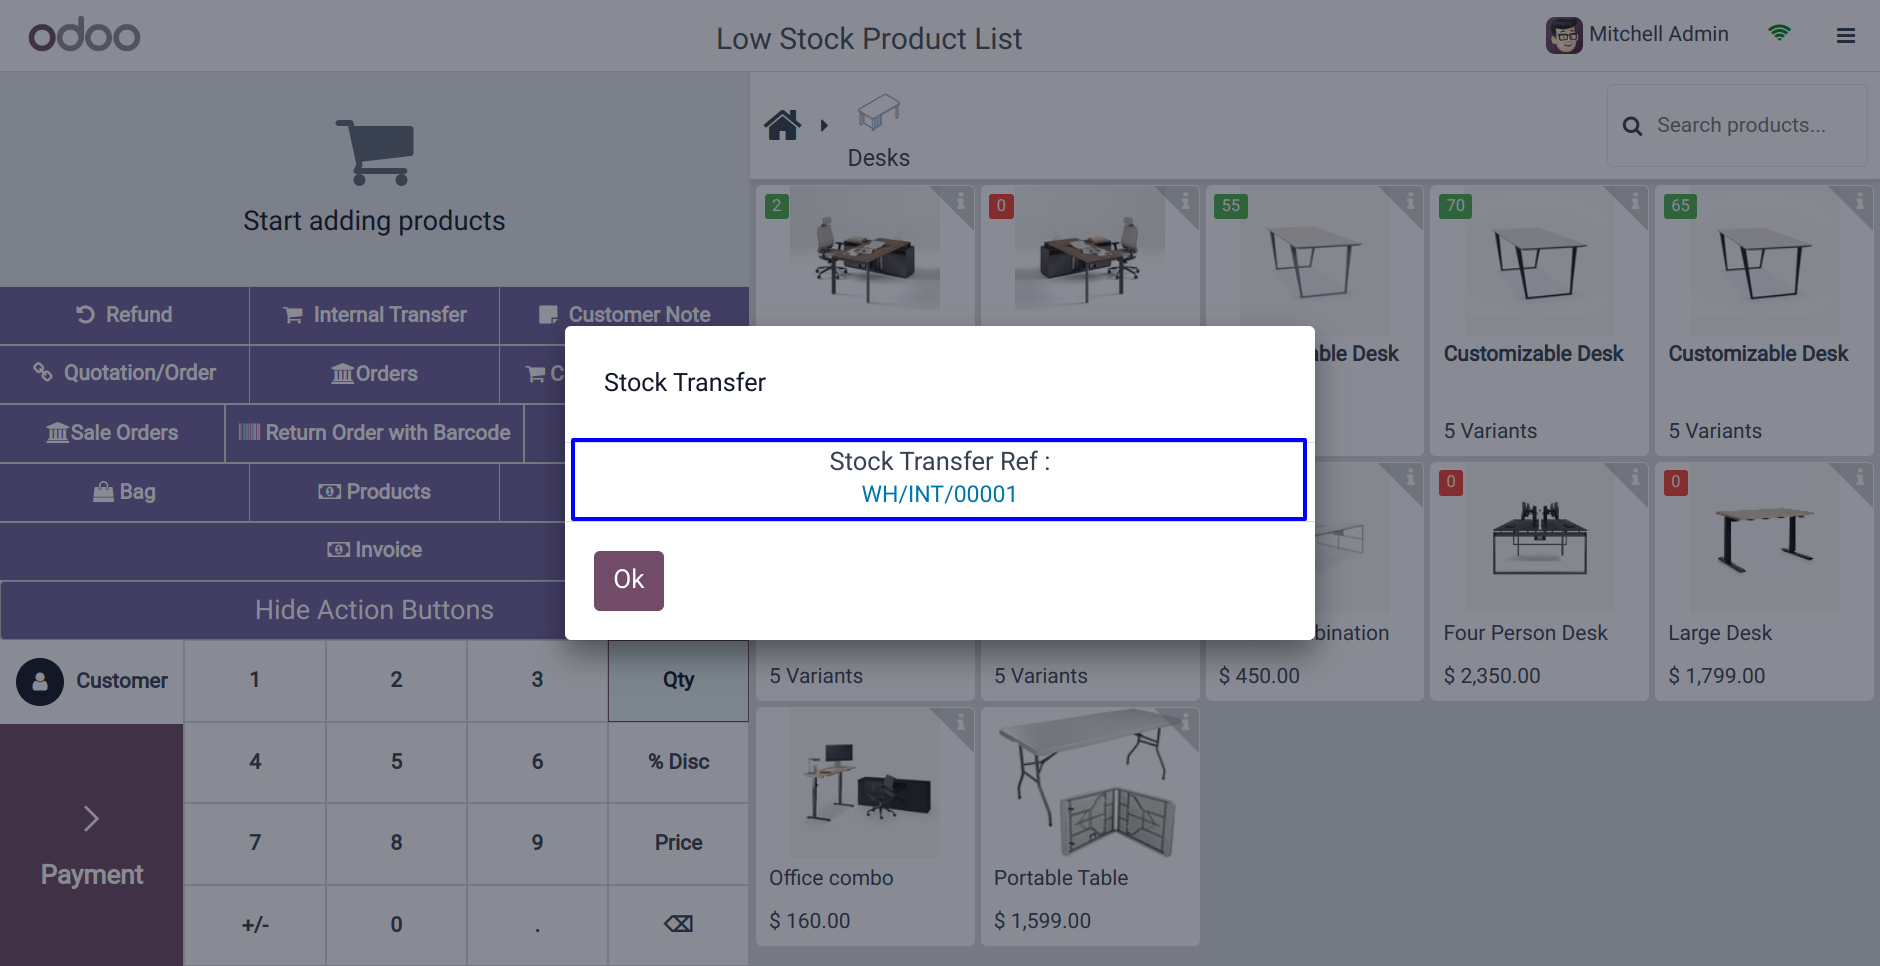 odoo
Low Stock Product List
Mitchell Admin
Start adding products
Desks
Search products...
Refund
Internal Transfer
Customer Note
Quotation/Order
Orders
C
Sale Orders
Return Order with Barcode
Bag
Products
Invoice
Hide Action Buttons
Customer
1
2
3
Qty
4
5
6
% Disc
7
8
9
Price
+/-
0
.
Payment
Stock Transfer
Stock Transfer Ref :
WH/INT/00001
Ok
2
0
55
70
65
able Desk
Customizable Desk
Customizable Desk
5 Variants
5 Variants
0
0
bination
Four Person Desk
Large Desk
5 Variants
5 Variants
$ 450.00
$ 2,350.00
$ 1,799.00
Office combo
Portable Table
$ 160.00
$ 1,599.00